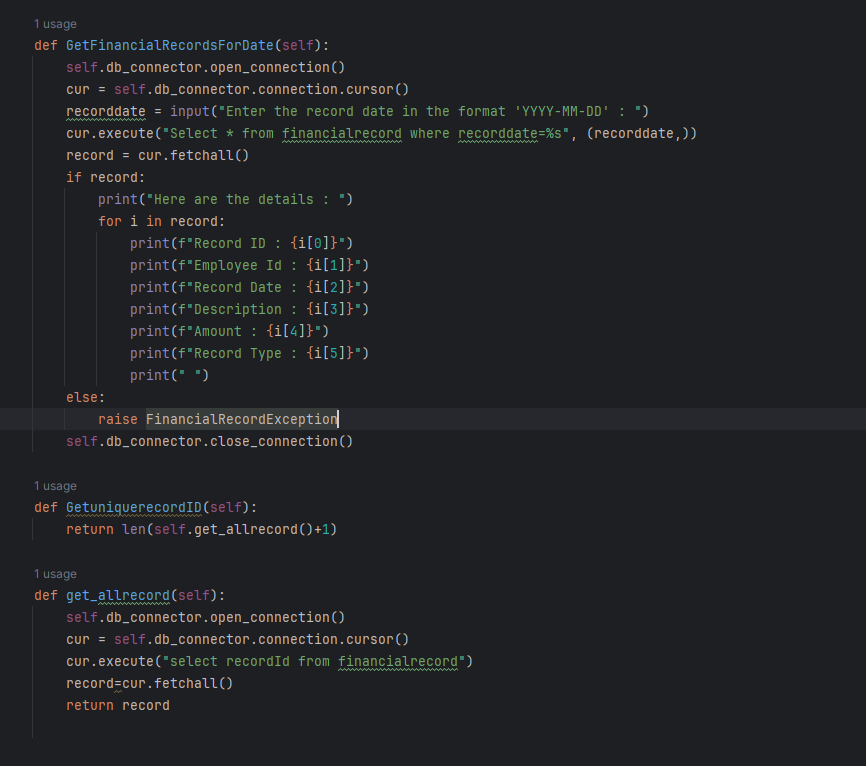 1 usage
def GetFinancialRecordsForDate(self):
    self.db_connector.open_connection()
    cur = self.db_connector.connection.cursor()
    recorddate = input("Enter the record date in the format 'YYYY-MM-DD' : ")
    cur.execute("Select * from financialrecord where recorddate=%s", (recorddate,))
    record = cur.fetchall()
    if record:
        print("Here are the details : ")
        for i in record:
            print(f"Record ID : {i[0]}")
            print(f"Employee Id : {i[1]}")
            print(f"Record Date : {i[2]}")
            print(f"Description : {i[3]}")
            print(f"Amount : {i[4]}")
            print(f"Record Type : {i[5]}")
            print(" ")
    else:
        raise FinancialRecordException
    self.db_connector.close_connection()
1 usage
def GetuniquerecordID(self):
    return len(self.get_allrecord()+1)
1 usage
def get_allrecord(self):
    self.db_connector.open_connection()
    cur = self.db_connector.connection.cursor()
    cur.execute("select recordId from financialrecord")
    record=cur.fetchall()
    return record